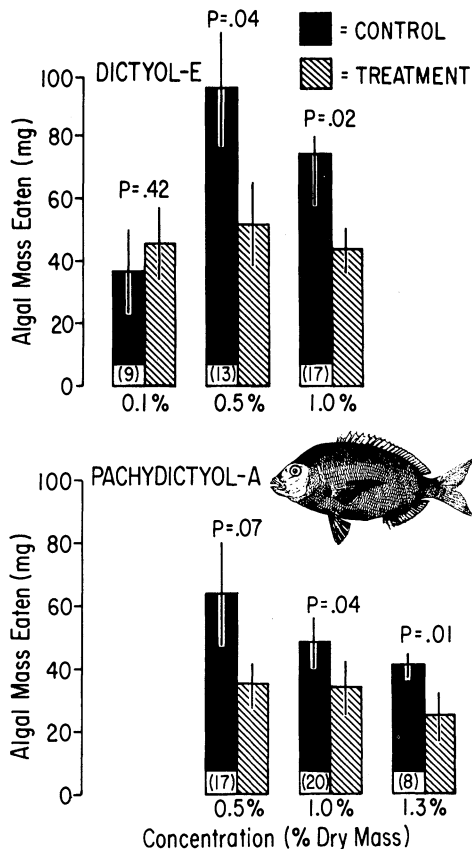 P=.04
= CONTROL
= TREATMENT
DICTYOL-E
P=.02
P=.42
Algal Mass Eaten (mg)
100
80
60
40
20
0
(9) (13) (17)
0.1% 0.5% 1.0%
PACHYDICTYOL-A
P=.07
P=.04
P=.01
Algal Mass Eaten (mg)
100
80
60
40
20
0
(17) (20) (8)
0.5% 1.0% 1.3%
Concentration (% Dry Mass)